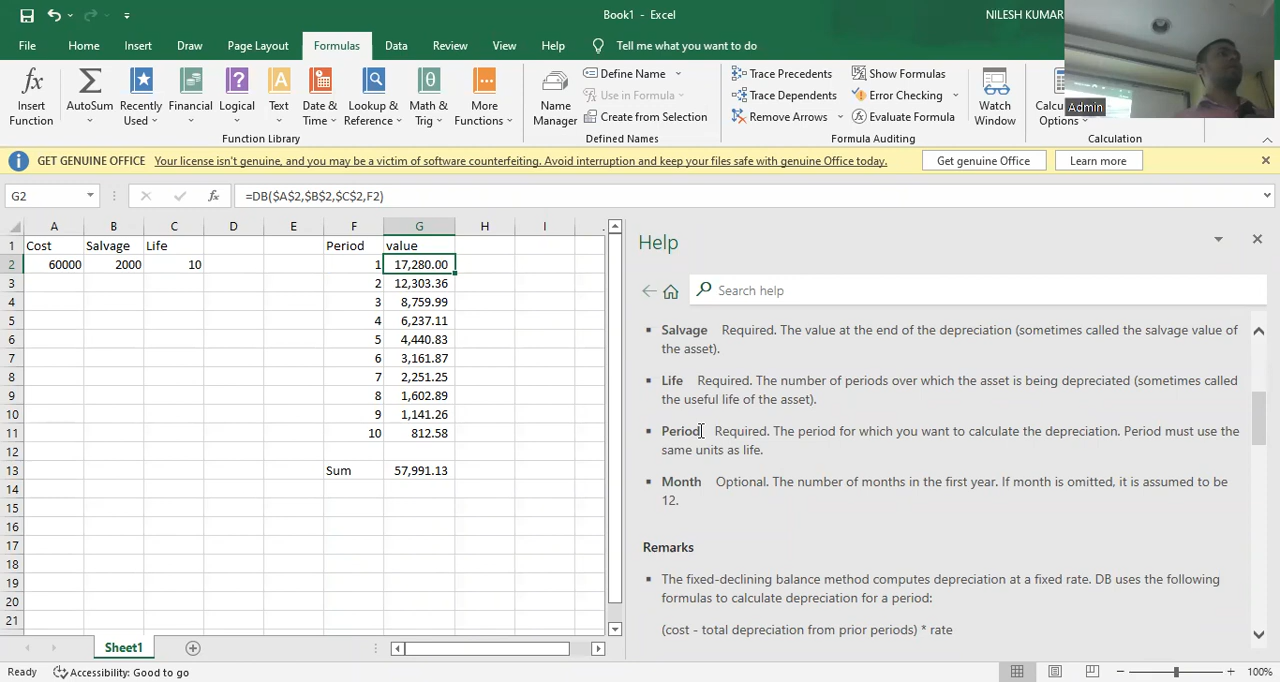 Book1 - Excel
NILESH KUMAR
File Home Insert Draw Page Layout Formulas Data Review View Help Tell me what you want to do
Insert Function
AutoSum
Recently Used
Financial
Logical
Text
Date & Time
Lookup & Reference
Math & Trig
More Functions
Function Library
Name Manager
Define Name
Use in Formula
Create from Selection
Defined Names
Trace Precedents
Trace Dependents
Remove Arrows
Show Formulas
Error Checking
Evaluate Formula
Formula Auditing
Watch Window
Options
Calculation
Admin
GET GENUINE OFFICE Your license isn't genuine, and you may be a victim of software counterfeiting. Avoid interruption and keep your files safe with genuine Office today. Get genuine Office Learn more
G2 fx =DB($A$2,$B$2,$C$2,F2)
A B C D E F G H I J
1 Cost Salvage Life Period value
2 60000 2000 10 1 17,280.00
3 2 12,303.36
4 3 8,759.99
5 4 6,237.11
6 5 4,440.83
7 6 3,161.87
8 7 2,251.25
9 8 1,602.89
10 9 1,141.26
11 10 812.58
12
13 Sum 57,991.13
14
15
16
17
18
19
20
21
Help
Search help
Salvage Required. The value at the end of the depreciation (sometimes called the salvage value of
the asset).
Life Required. The number of periods over which the asset is being depreciated (sometimes called
the useful life of the asset).
Period Required. The period for which you want to calculate the depreciation. Period must use the
same units as life.
Month Optional. The number of months in the first year. If month is omitted, it is assumed to be
12.
Remarks
The fixed-declining balance method computes depreciation at a fixed rate. DB uses the following
formulas to calculate depreciation for a period:
(cost - total depreciation from prior periods) * rate
Sheet1
Ready Accessibility: Good to go 100%